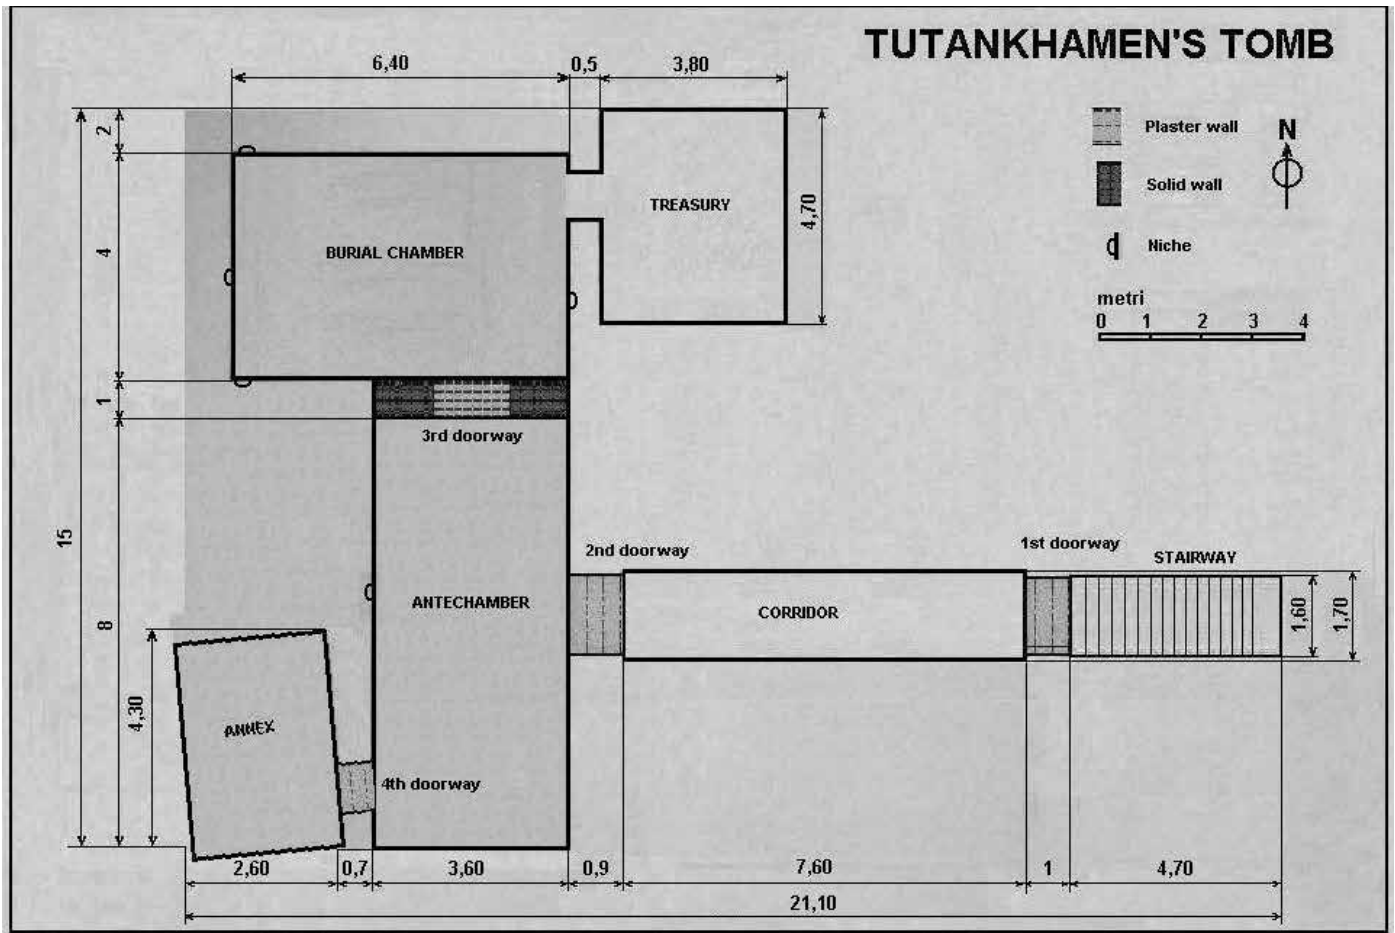 TUTANKHAMEN'S TOMB
6,40
0,5
3,80
Plaster wall
N
Solid wall
Niche
metri
0 1 2 3 4
2
4
1
15
8
BURIAL CHAMBER
TREASURY
4,70
3rd doorway
2nd doorway
1st doorway
STAIRWAY
ANTECHAMBER
CORRIDOR
1,60
1,70
4,30
ANNEX
4th doorway
2,60
0,7
3,60
0,9
7,60
1
4,70
21,10